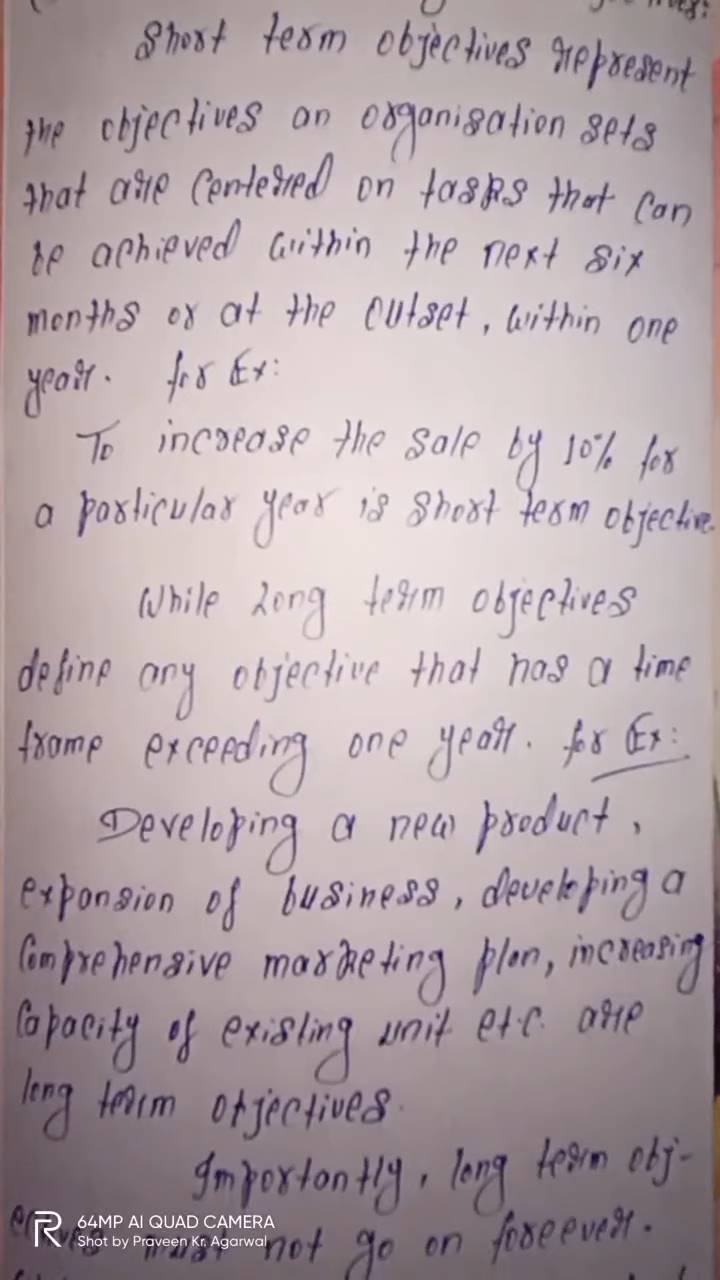 Short term objectives represent
the objectives an organisation sets
that are Centered on tasks that can
be achieved within the next six
months or at the outset, within one
year. for Ex:
To increase the sale by 10% for
a particular year is short term objective.
While Long term objectives
define any objective that has a time
frame exceeding one year. for Ex:
Developing a new product,
expansion of business, developing a
Comprehensive marketing plan, increasing
Capacity of existing unit etc. are
long term objectives.
Importantly, long term obj-
ectives must not go on foreever.
64MP AI QUAD CAMERA
Shot by Praveen Kr. Agarwal